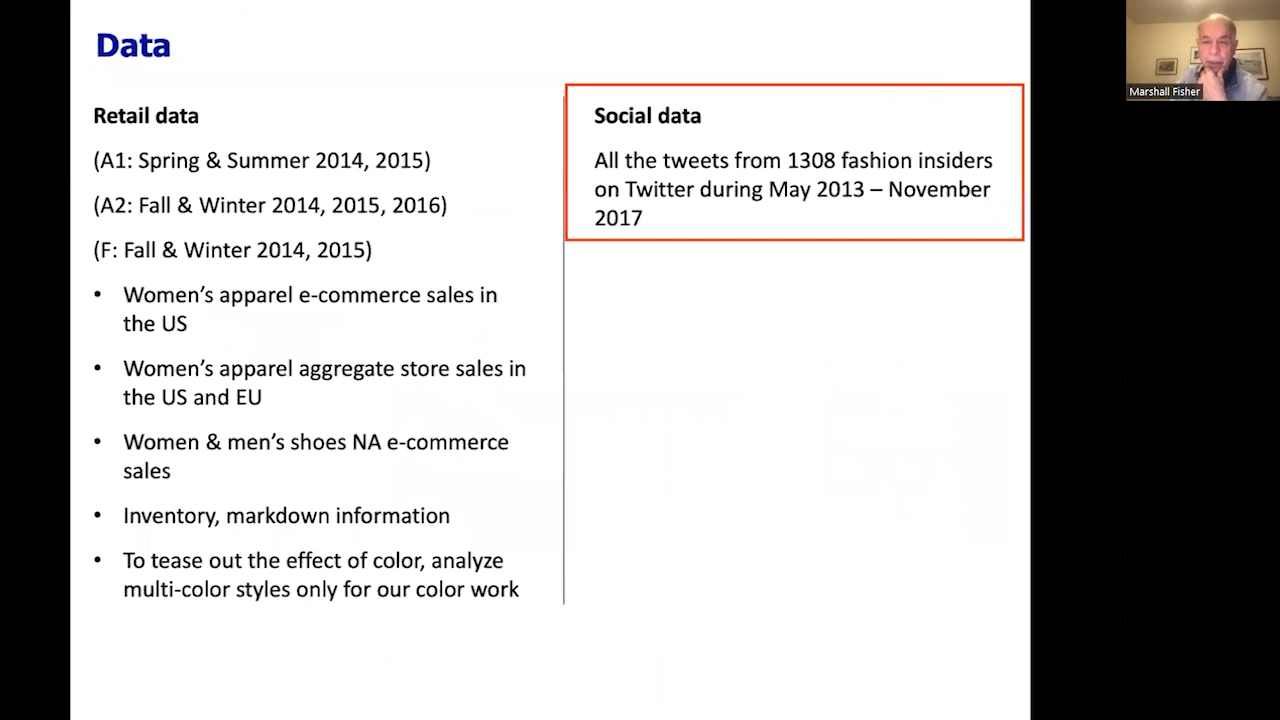 Data
Retail data
(A1: Spring & Summer 2014, 2015)
(A2: Fall & Winter 2014, 2015, 2016)
(F: Fall & Winter 2014, 2015)
• Women’s apparel e-commerce sales in
the US
• Women’s apparel aggregate store sales in
the US and EU
• Women & men’s shoes NA e-commerce
sales
• Inventory, markdown information
• To tease out the effect of color, analyze
multi-color styles only for our color work
Social data
All the tweets from 1308 fashion insiders
on Twitter during May 2013 – November
2017
Marshall Fisher